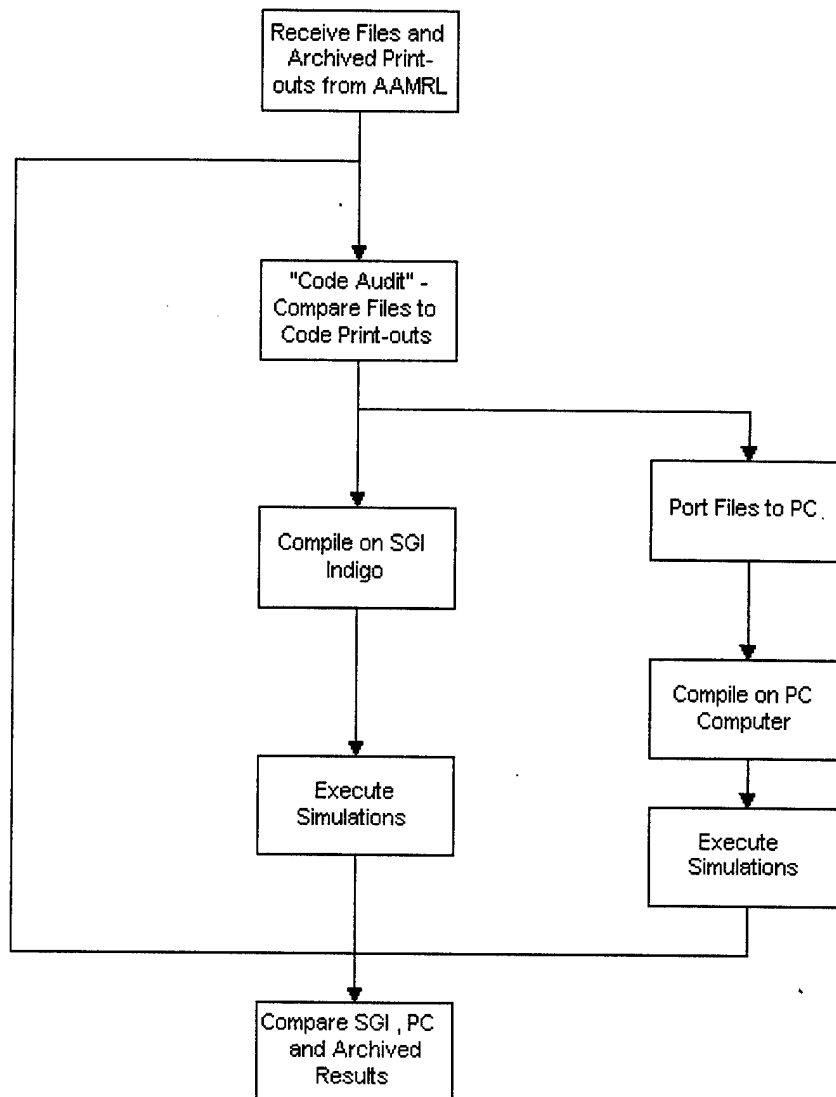 Receive Files and
Archived Print-
outs from AAMRL
"Code Audit" -
Compare Files to
Code Print-outs
Compile on SGI
Indigo
Port Files to PC
Compile on PC
Computer
Execute
Simulations
Execute
Simulations
Compare SGI , PC
and Archived
Results